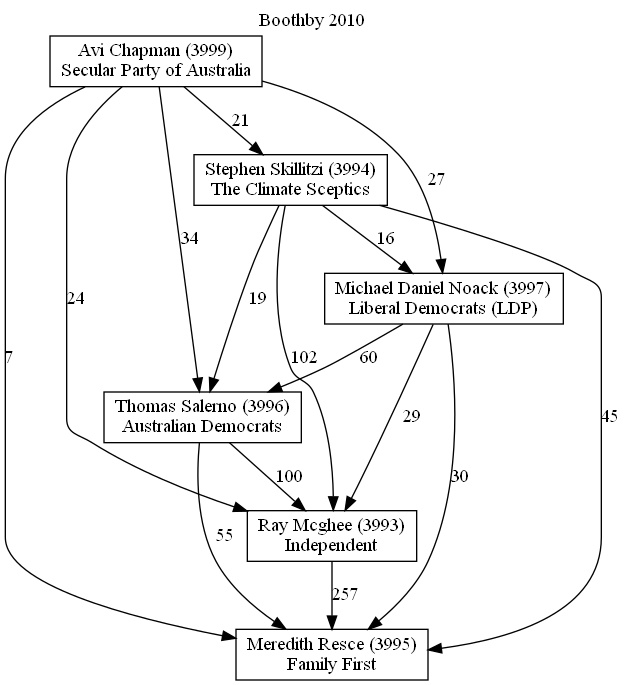 Boothby 2010
Avi Chapman (3999)
Secular Party of Australia
21
Stephen Skillitzi (3994)
The Climate Sceptics
27
34
16
Michael Daniel Noack (3997)
Liberal Democrats (LDP)
24
19
7
102
60
Thomas Salerno (3996)
Australian Democrats
29
45
100
30
Ray Mcghee (3993)
Independent
55
257
Meredith Resce (3995)
Family First